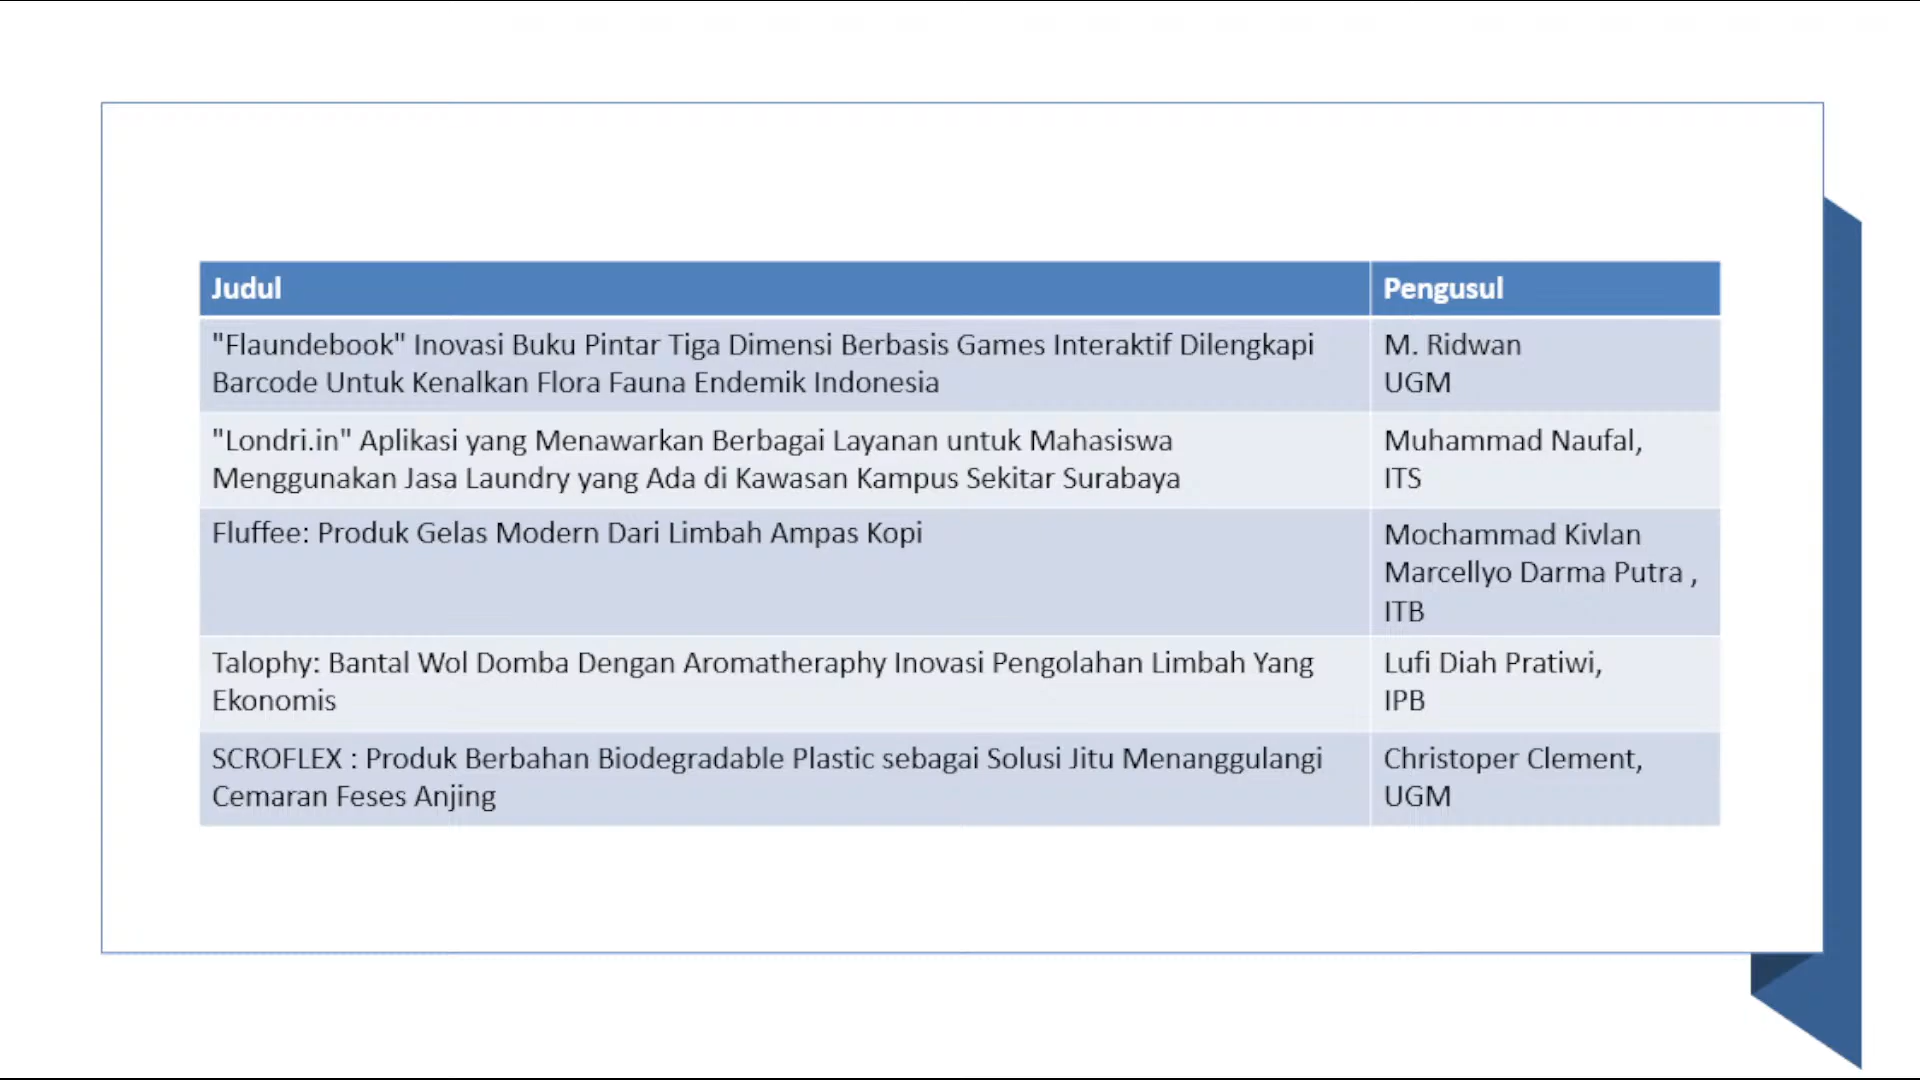 Judul
Pengusul
"Flaundebook" Inovasi Buku Pintar Tiga Dimensi Berbasis Games Interaktif Dilengkapi
Barcode Untuk Kenalkan Flora Fauna Endemik Indonesia
M. Ridwan
UGM
"Londri.in" Aplikasi yang Menawarkan Berbagai Layanan untuk Mahasiswa
Menggunakan Jasa Laundry yang Ada di Kawasan Kampus Sekitar Surabaya
Muhammad Naufal,
ITS
Fluffee: Produk Gelas Modern Dari Limbah Ampas Kopi
Mochammad Kivlan
Marcellyo Darma Putra ,
ITB
Talophy: Bantal Wol Domba Dengan Aromatheraphy Inovasi Pengolahan Limbah Yang
Ekonomis
Lufi Diah Pratiwi,
IPB
SCROFLEX : Produk Berbahan Biodegradable Plastic sebagai Solusi Jitu Menanggulangi
Cemaran Feses Anjing
Christoper Clement,
UGM